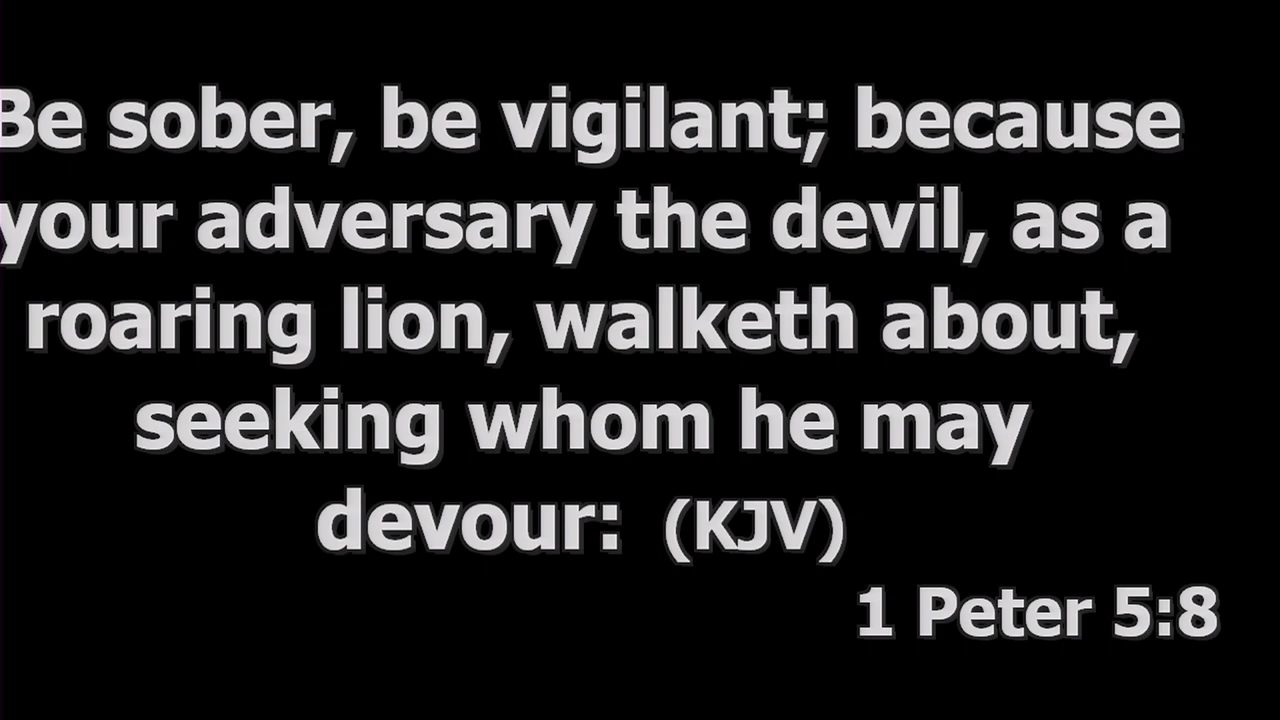 Be sober, be vigilant; because
your adversary the devil, as a
roaring lion, walketh about,
seeking whom he may
devour: (KJV)
1 Peter 5:8